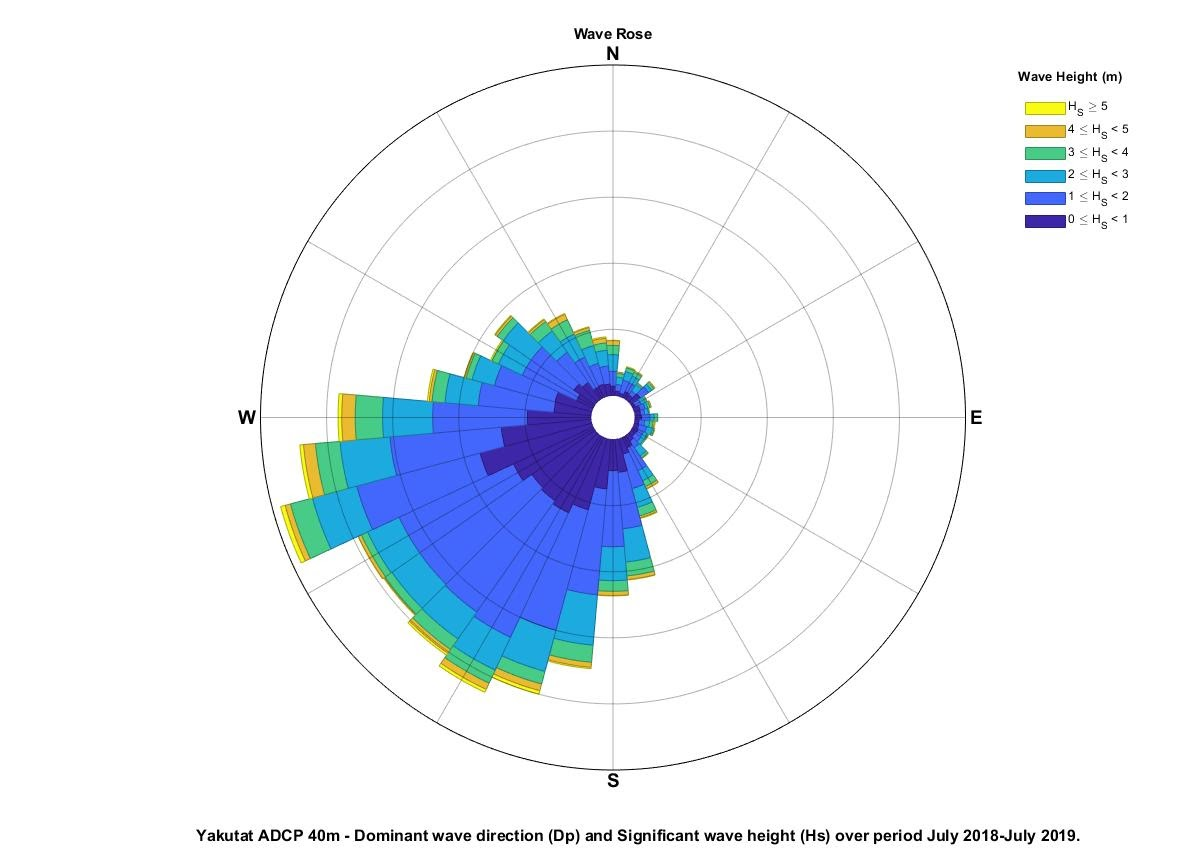 Wave Rose
N
Wave Height (m)
H_S ≥ 5
4 ≤ H_S < 5
3 ≤ H_S < 4
2 ≤ H_S < 3
1 ≤ H_S < 2
0 ≤ H_S < 1
W
E
S
Yakutat ADCP 40m - Dominant wave direction (Dp) and Significant wave height (Hs) over period July 2018-July 2019.